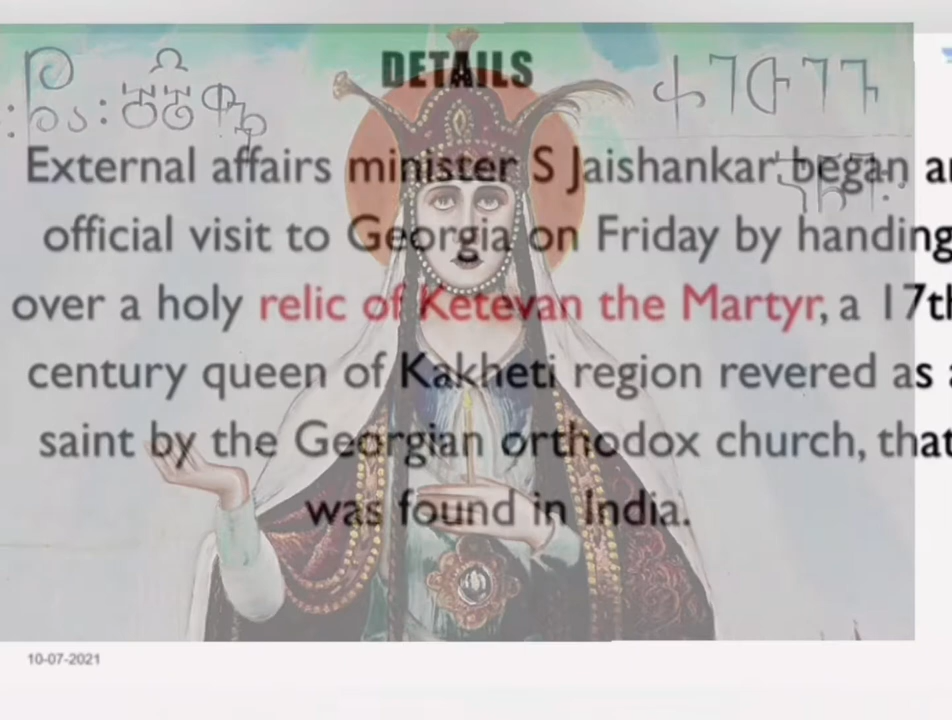 DETAILS
External affairs minister S Jaishankar began
official visit to Georgia on Friday by handing
over a holy relic of Ketevan the Martyr, a 17th
century queen of Kakheti region revered as a
saint by the Georgian orthodox church, that
was found in India.
10-07-2021